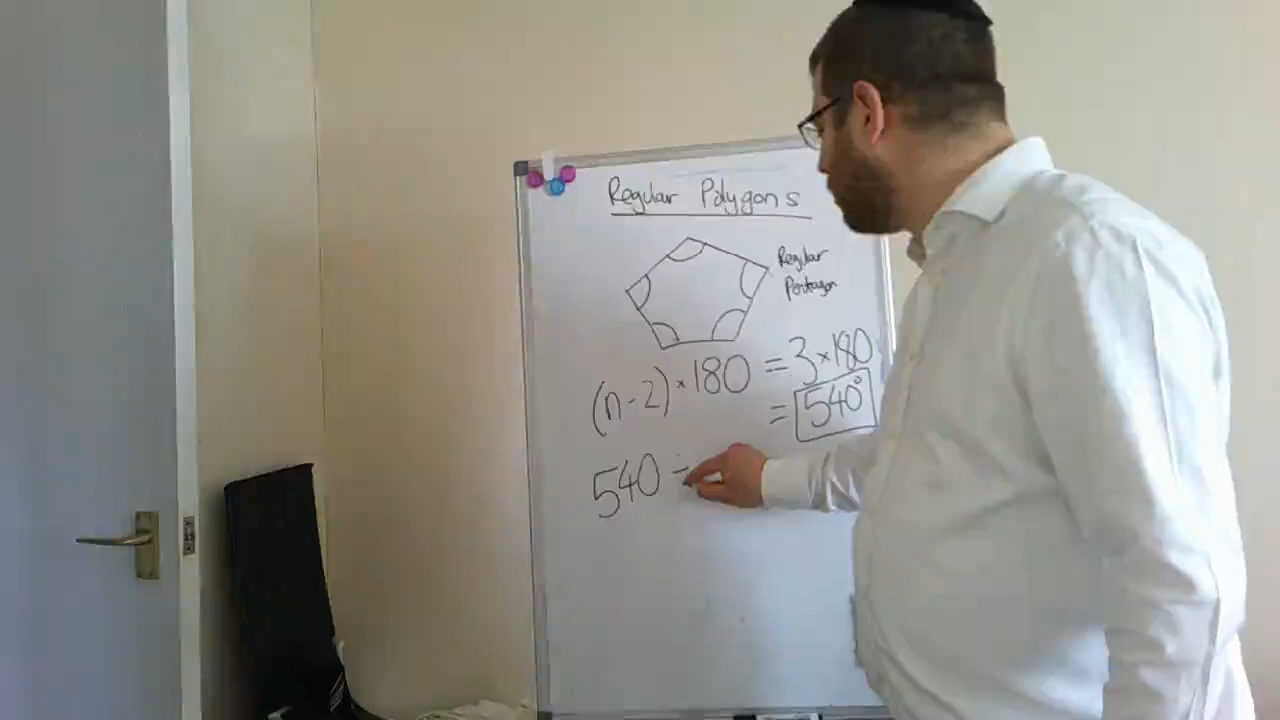 Regular Polygons
Regular
Pentagon
(n-2) × 180 = 3 × 180
= 540°
540 ÷